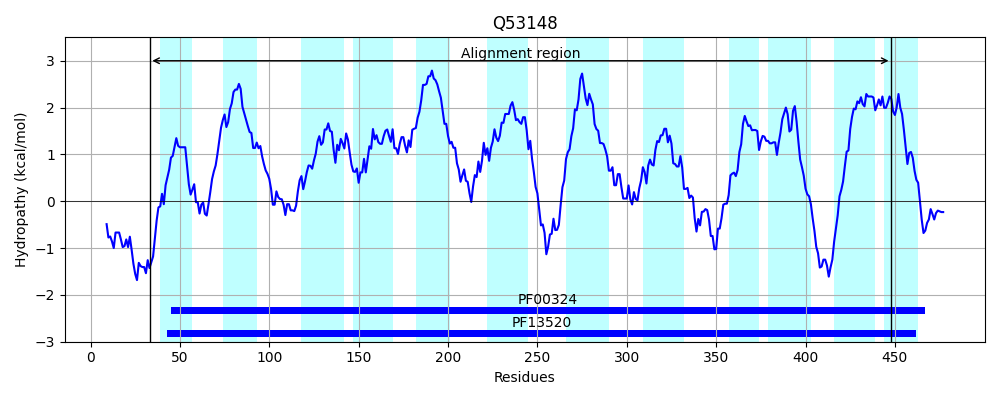 Q53148
Alignment region
3
2
1
0
−1
−2
−3
Hydropathy (kcal/mol)
PF00324
PF13520
0 50 100 150 200 250 300 350 400 450
Residues